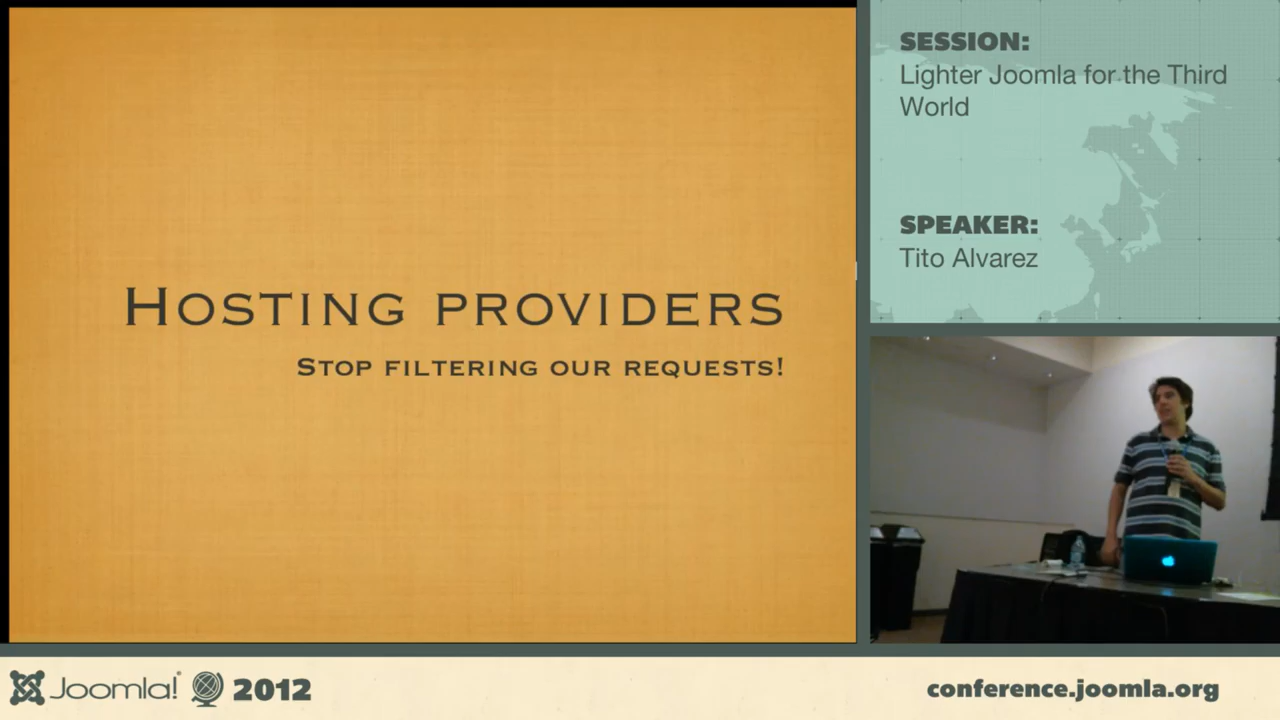 HOSTING PROVIDERS
STOP FILTERING OUR REQUESTS!
SESSION:
Lighter Joomla for the Third
World
SPEAKER:
Tito Alvarez
Joomla! 2012
conference.joomla.org